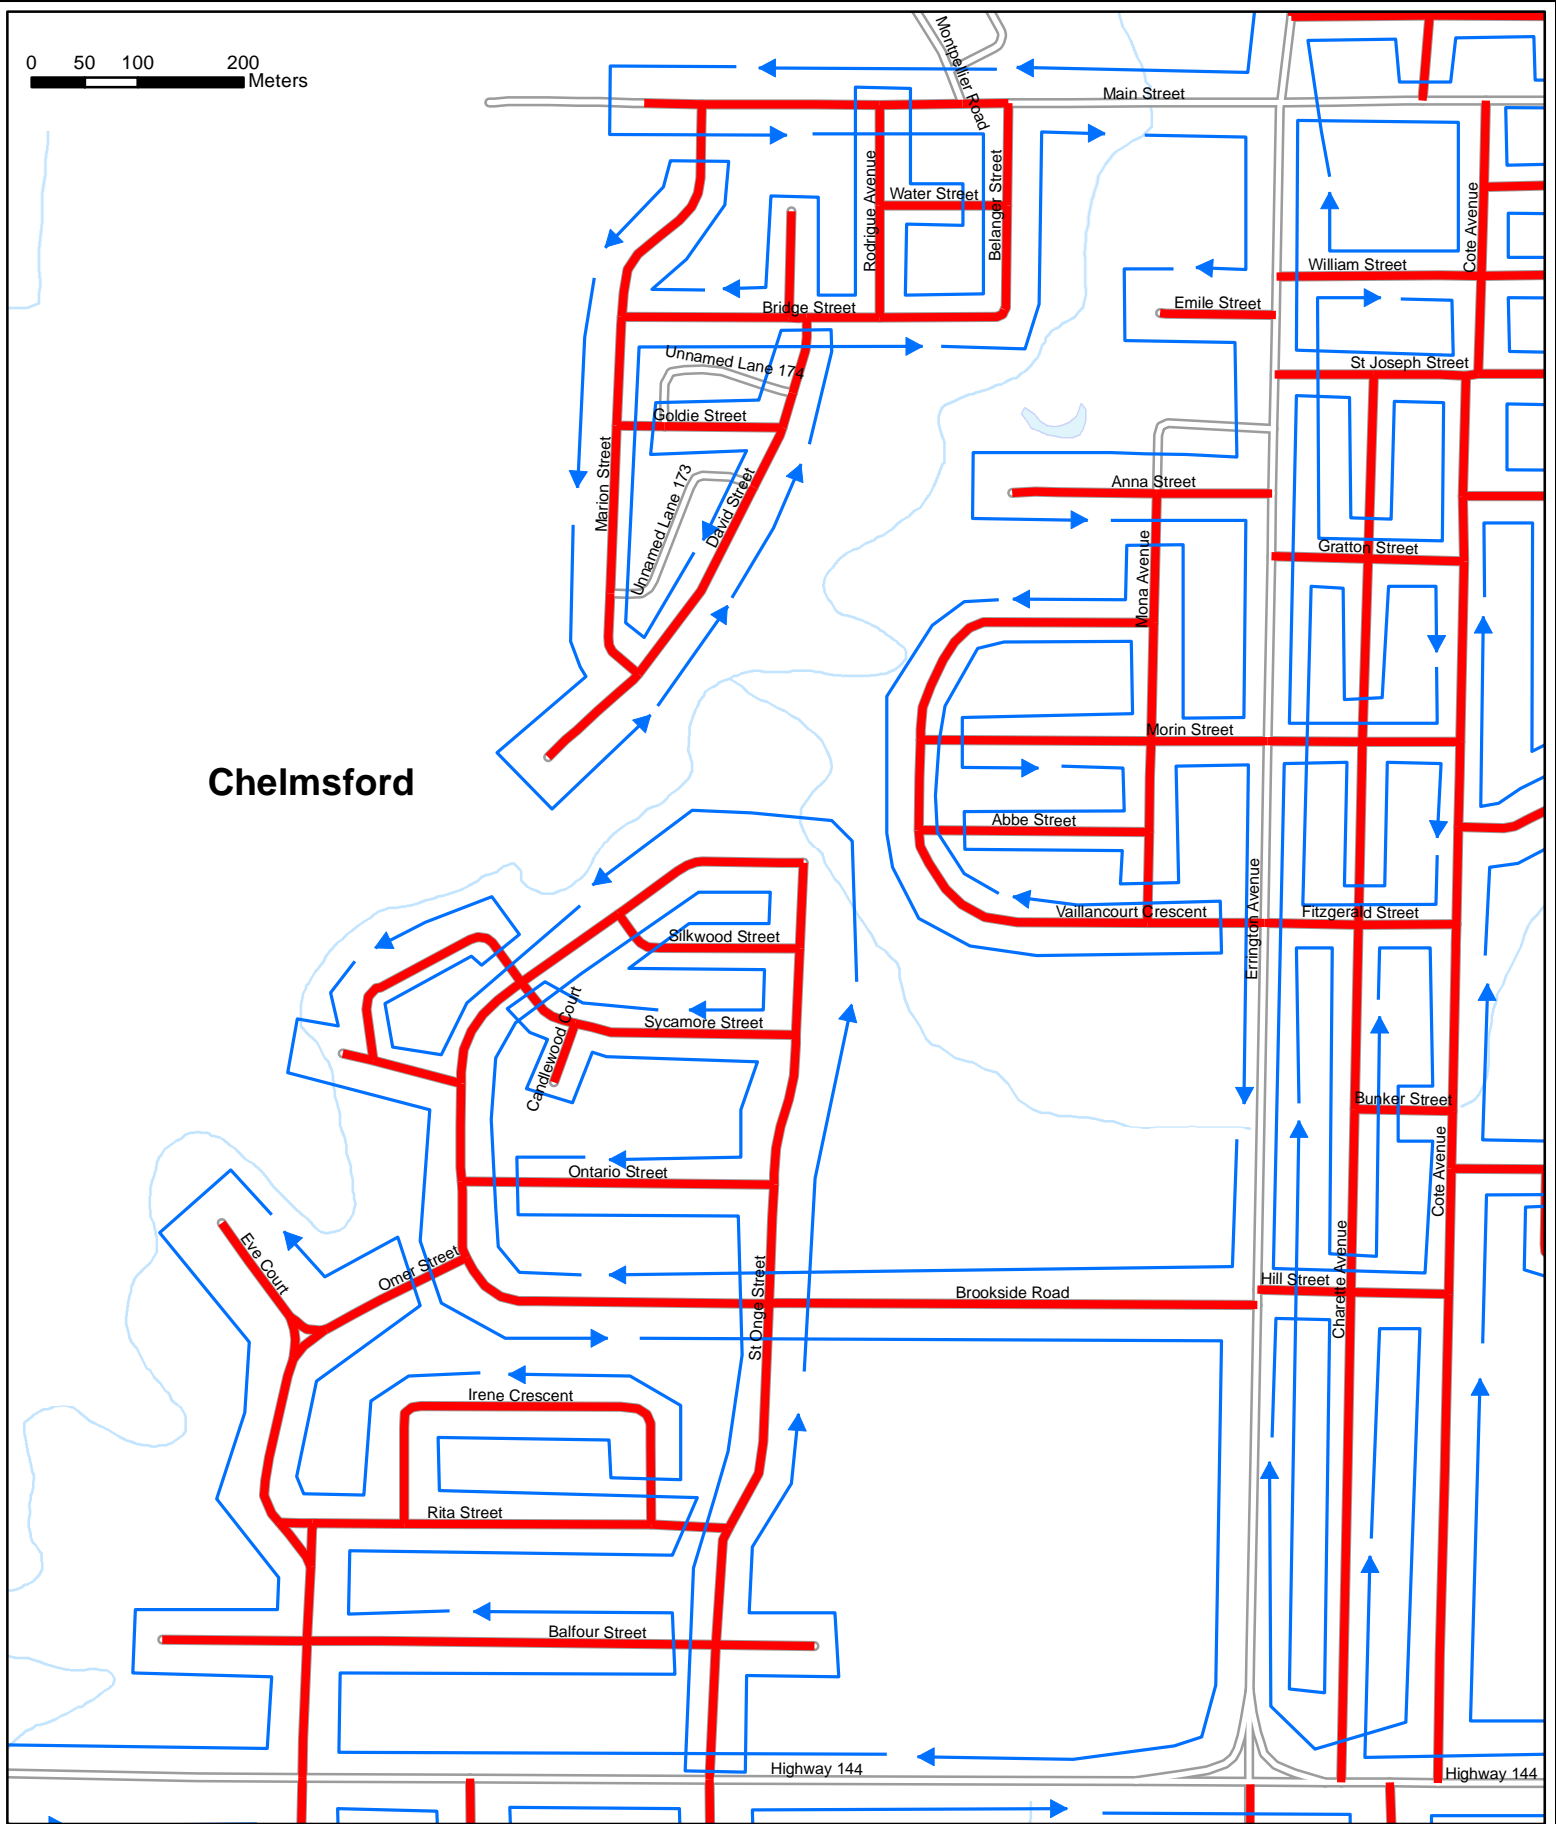 0 50 100 200
Meters
Montpellier Road
Main Street
Rodrigue Avenue
Water Street
Belanger Street
Cote Avenue
William Street
Emile Street
Bridge Street
Unnamed Lane 174
St Joseph Street
Goldie Street
Marion Street
Unnamed Lane 173
David Street
Anna Street
Mona Avenue
Gratton Street
Morin Street
Chelmsford
Abbe Street
Errington Avenue
Vaillancourt Crescent
Fitzgerald Street
Silkwood Street
Candlewood Court
Sycamore Street
Bunker Street
Cote Avenue
Ontario Street
Eve Court
Omer Street
St Onge Street
Charette Avenue
Hill Street
Brookside Road
Irene Crescent
Rita Street
Balfour Street
Highway 144
Highway 144